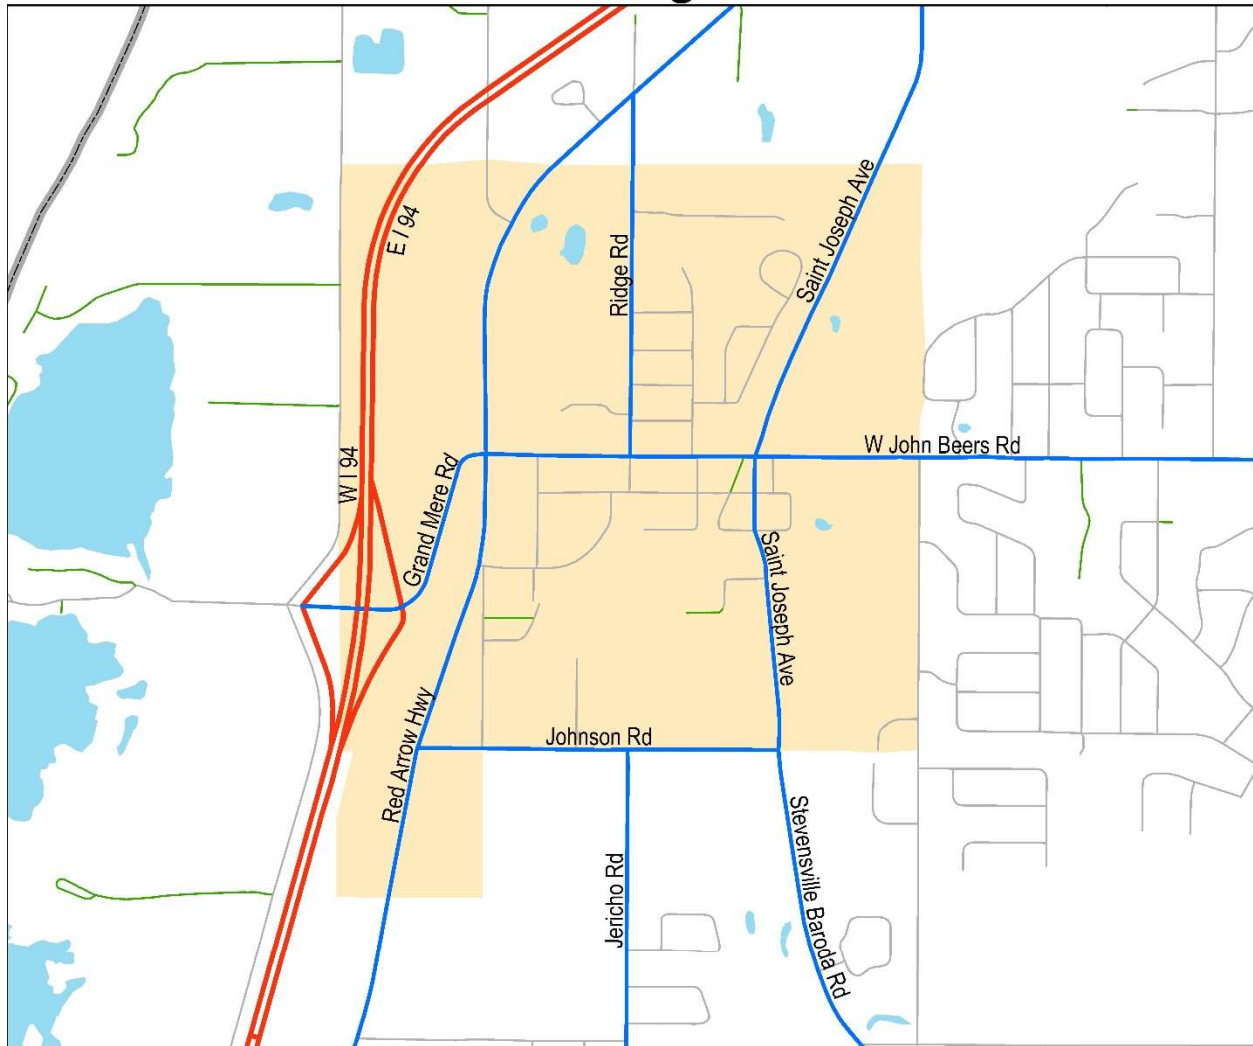 Saint Joseph Ave
E I 94
Ridge Rd
W John Beers Rd
W I 94
Grand Mere Rd
Saint Joseph Ave
Red Arrow Hwy
Johnson Rd
Stevensville Baroda Rd
Jericho Rd